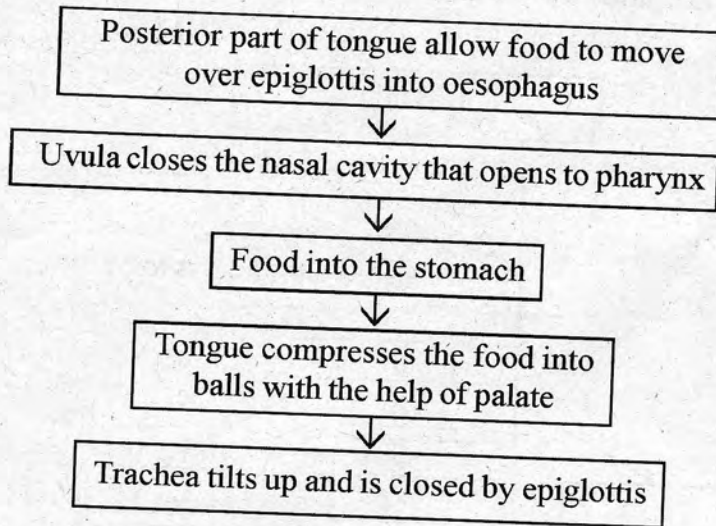 Posterior part of tongue allow food to move
over epiglottis into oesophagus
Uvula closes the nasal cavity that opens to pharynx
Food into the stomach
Tongue compresses the food into
balls with the help of palate
Trachea tilts up and is closed by epiglottis